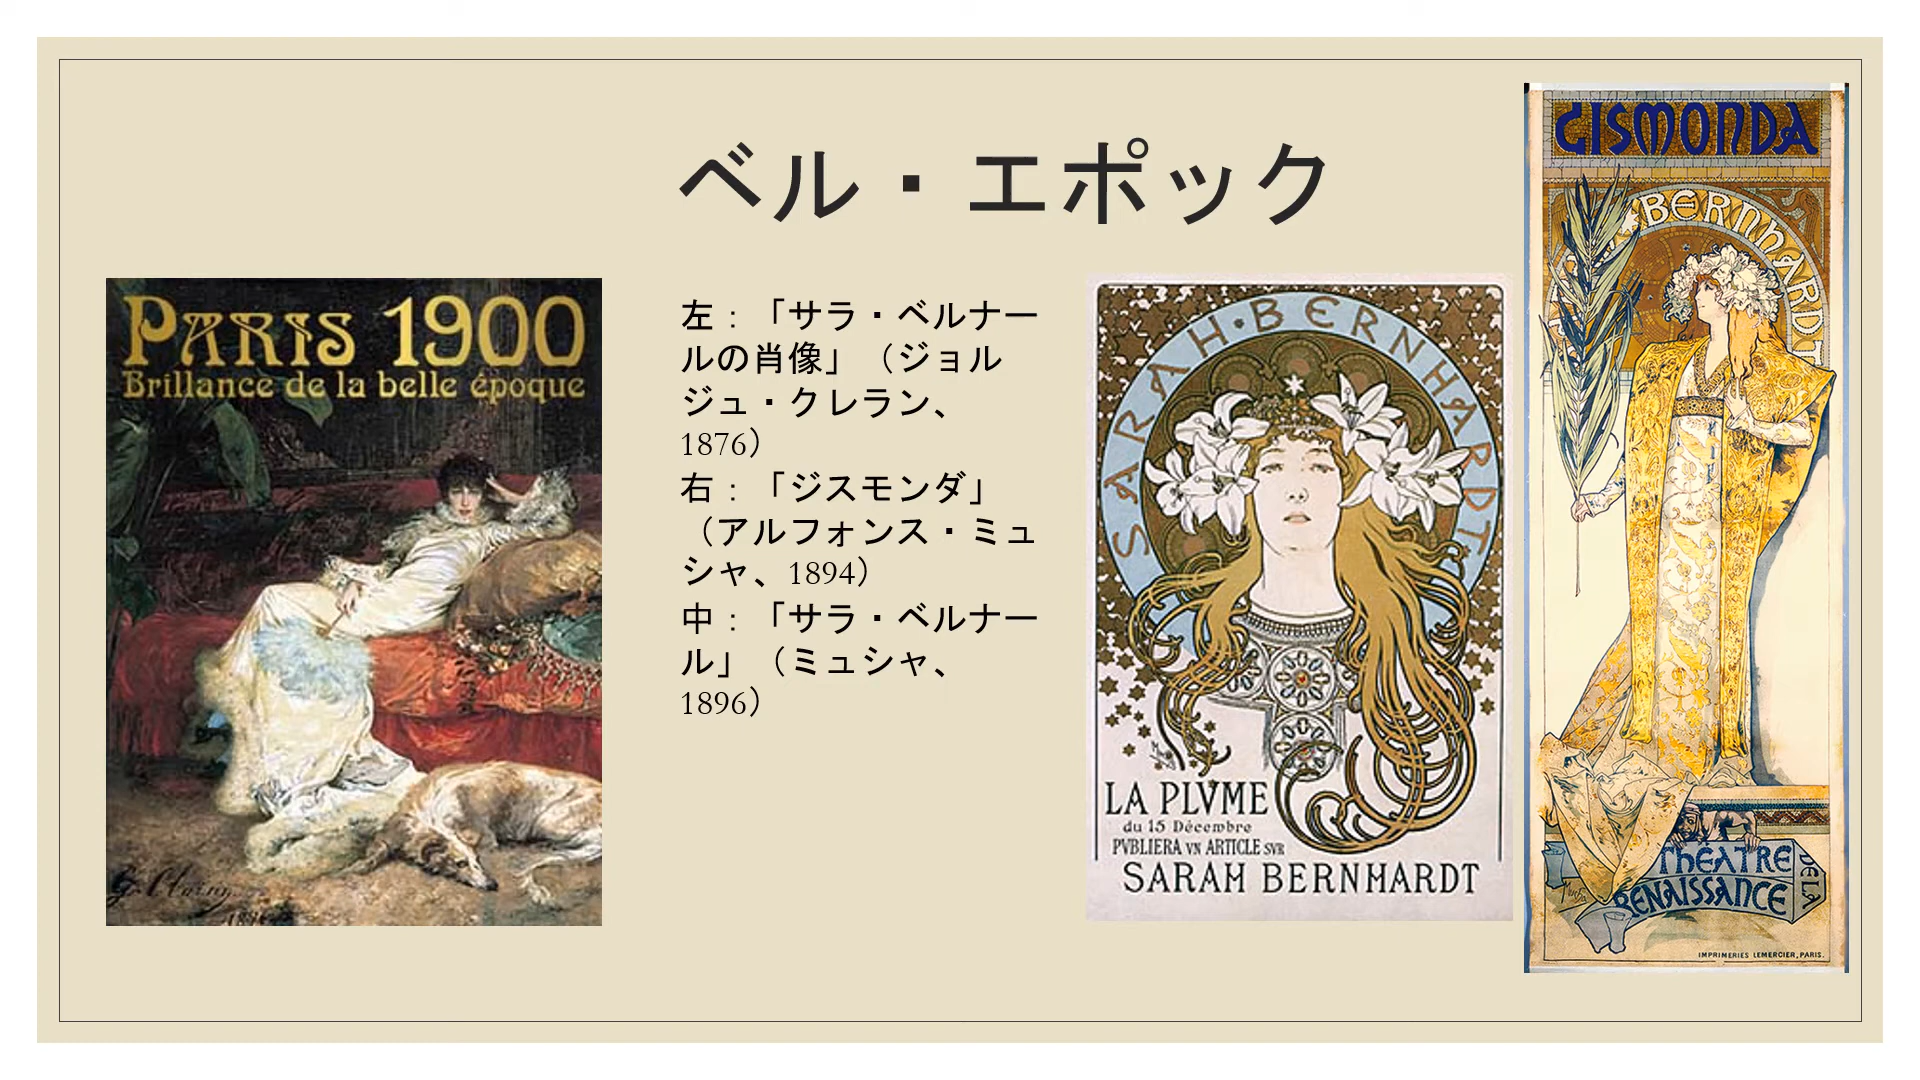 ベル・エポック
PARIS 1900
Brillance de la belle époque
左：「サラ・ベルナー
ルの肖像」（ジョル
ジュ・クレラン、
1876）
右：「ジスモンダ」
（アルフォンス・ミュ
シャ、1894）
中：「サラ・ベルナー
ル」（ミュシャ、
1896）
SARAH·BERNHARDT
LA PLVME
du 15 Décembre
PVBLIERA VN ARTICLE SVR
SARAH BERNHARDT
GISMONDA
BERNHARDT
THEATRE
DE LA
RENAISSANCE
IMPRIMERIES LEMERCIER, PARIS.